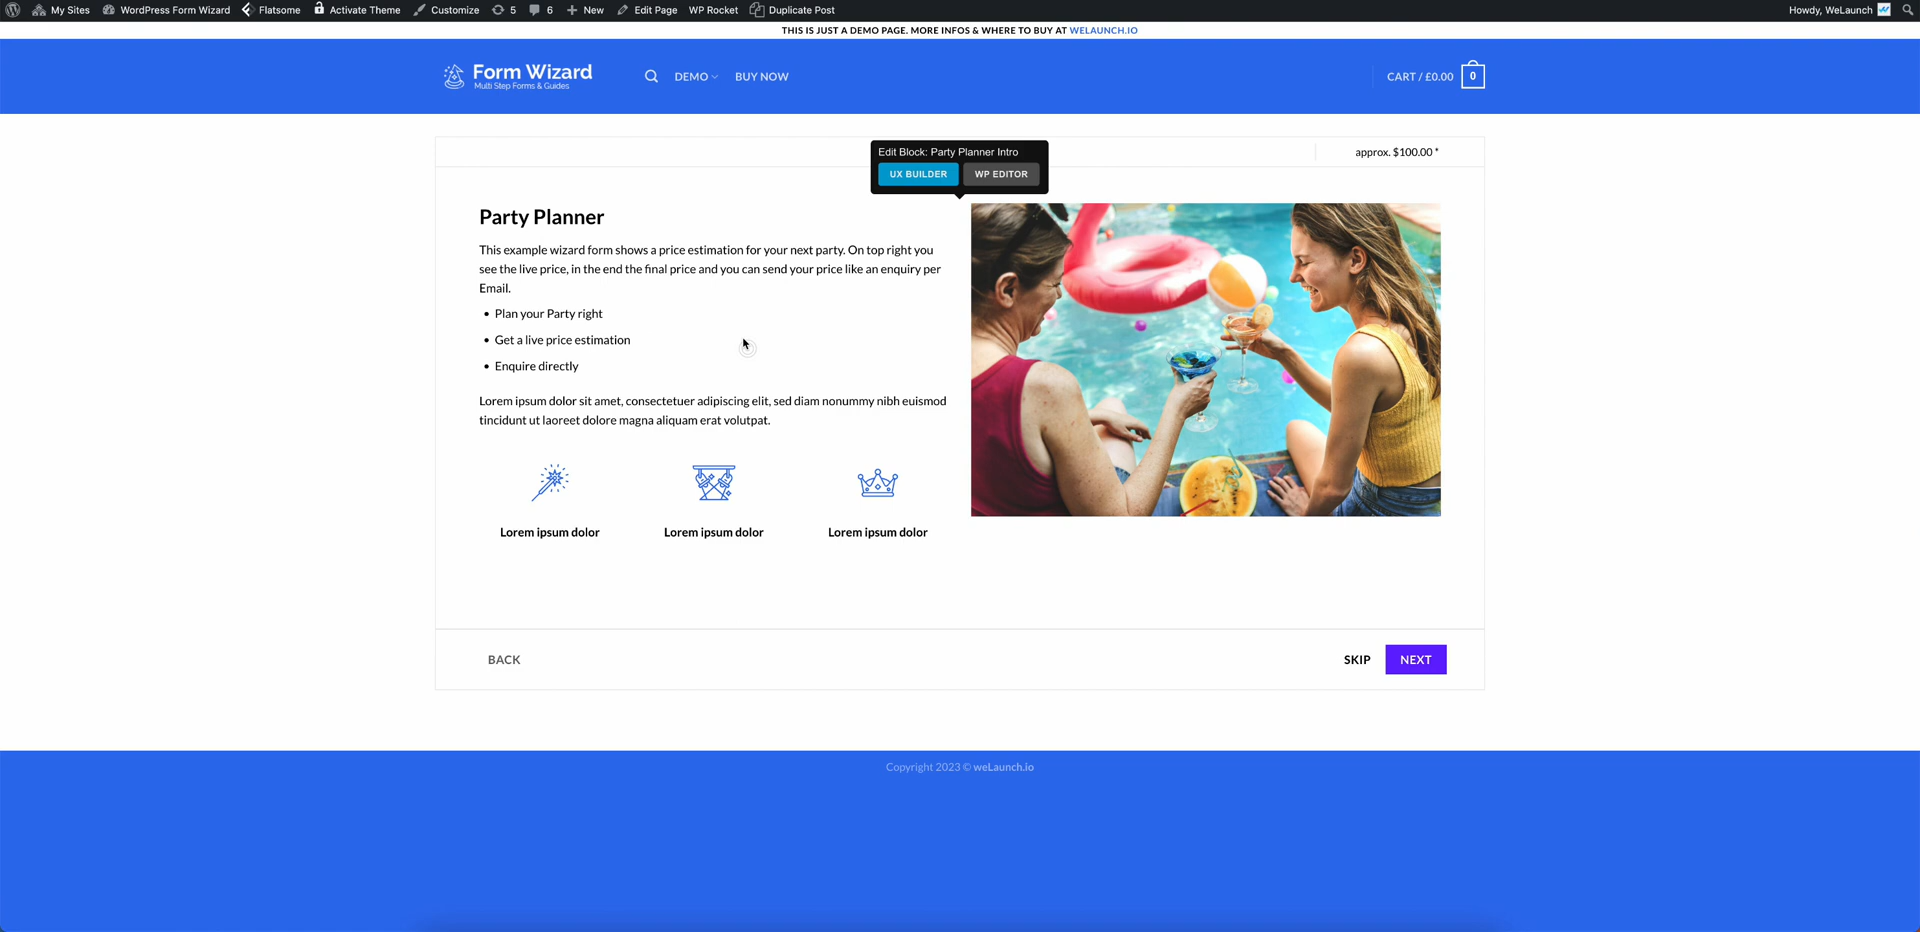 My Sites WordPress Form Wizard Flatsome Activate Theme Customize 5 6 New Edit Page WP Rocket Duplicate Post Howdy, WeLaunch
THIS IS JUST A DEMO PAGE. MORE INFOS & WHERE TO BUY AT WELAUNCH.IO
Form Wizard
Multi Step Forms & Guides
DEMO BUY NOW CART / £0.00 0
Edit Block: Party Planner Intro
UX BUILDER WP EDITOR
approx. $100.00 *
Party Planner
This example wizard form shows a price estimation for your next party. On top right you
see the live price, in the end the final price and you can send your price like an enquiry per
Email.
• Plan your Party right
• Get a live price estimation
• Enquire directly
Lorem ipsum dolor sit amet, consectetuer adipiscing elit, sed diam nonummy nibh euismod
tincidunt ut laoreet dolore magna aliquam erat volutpat.
Lorem ipsum dolor Lorem ipsum dolor Lorem ipsum dolor
BACK SKIP NEXT
Copyright 2023 © weLaunch.io